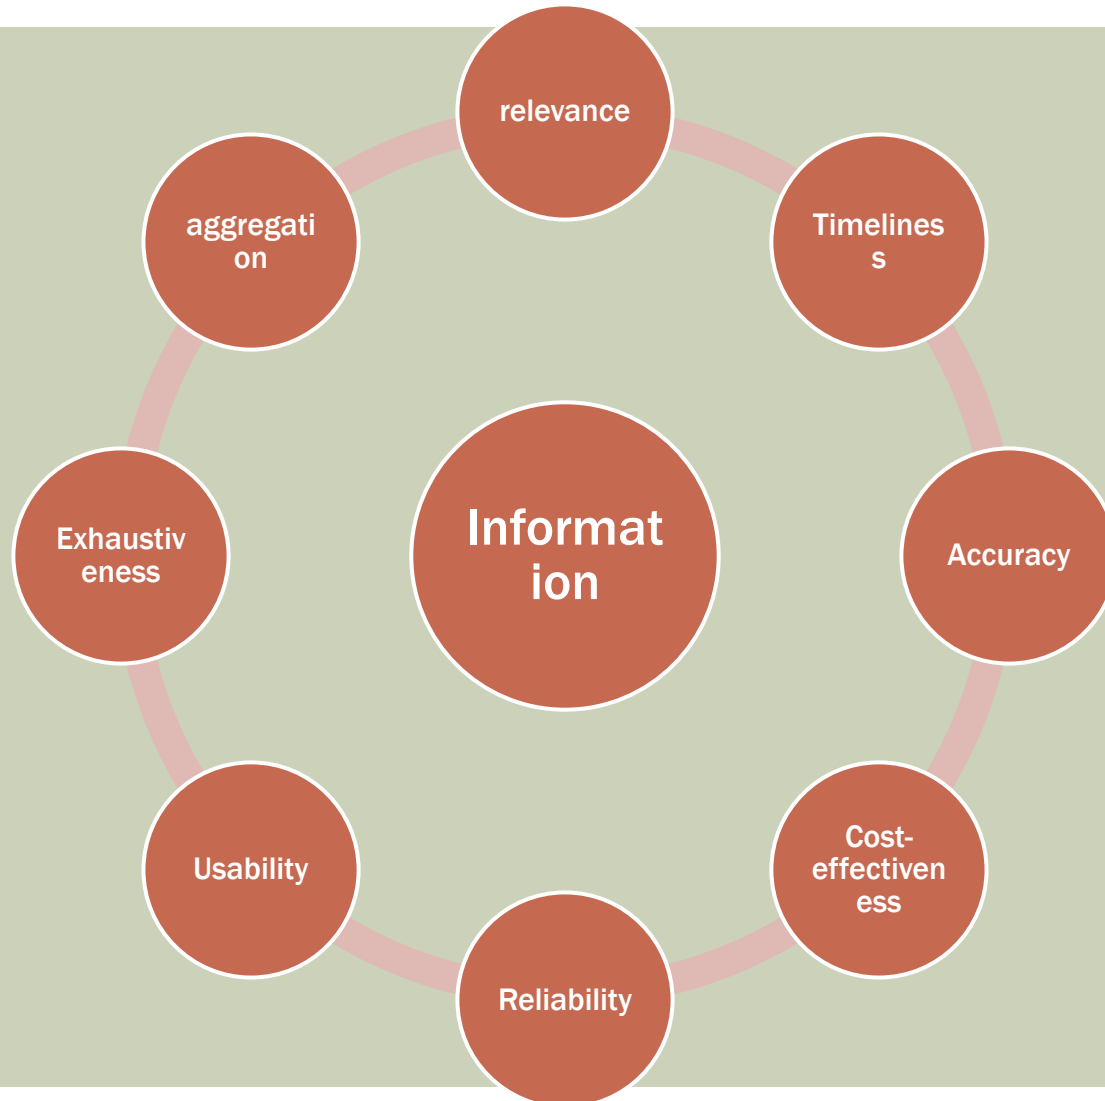 relevance
aggregati
on
Timelines
s
Exhaustiv
eness
Informat
ion
Accuracy
Usability
Cost-
effectiven
ess
Reliability